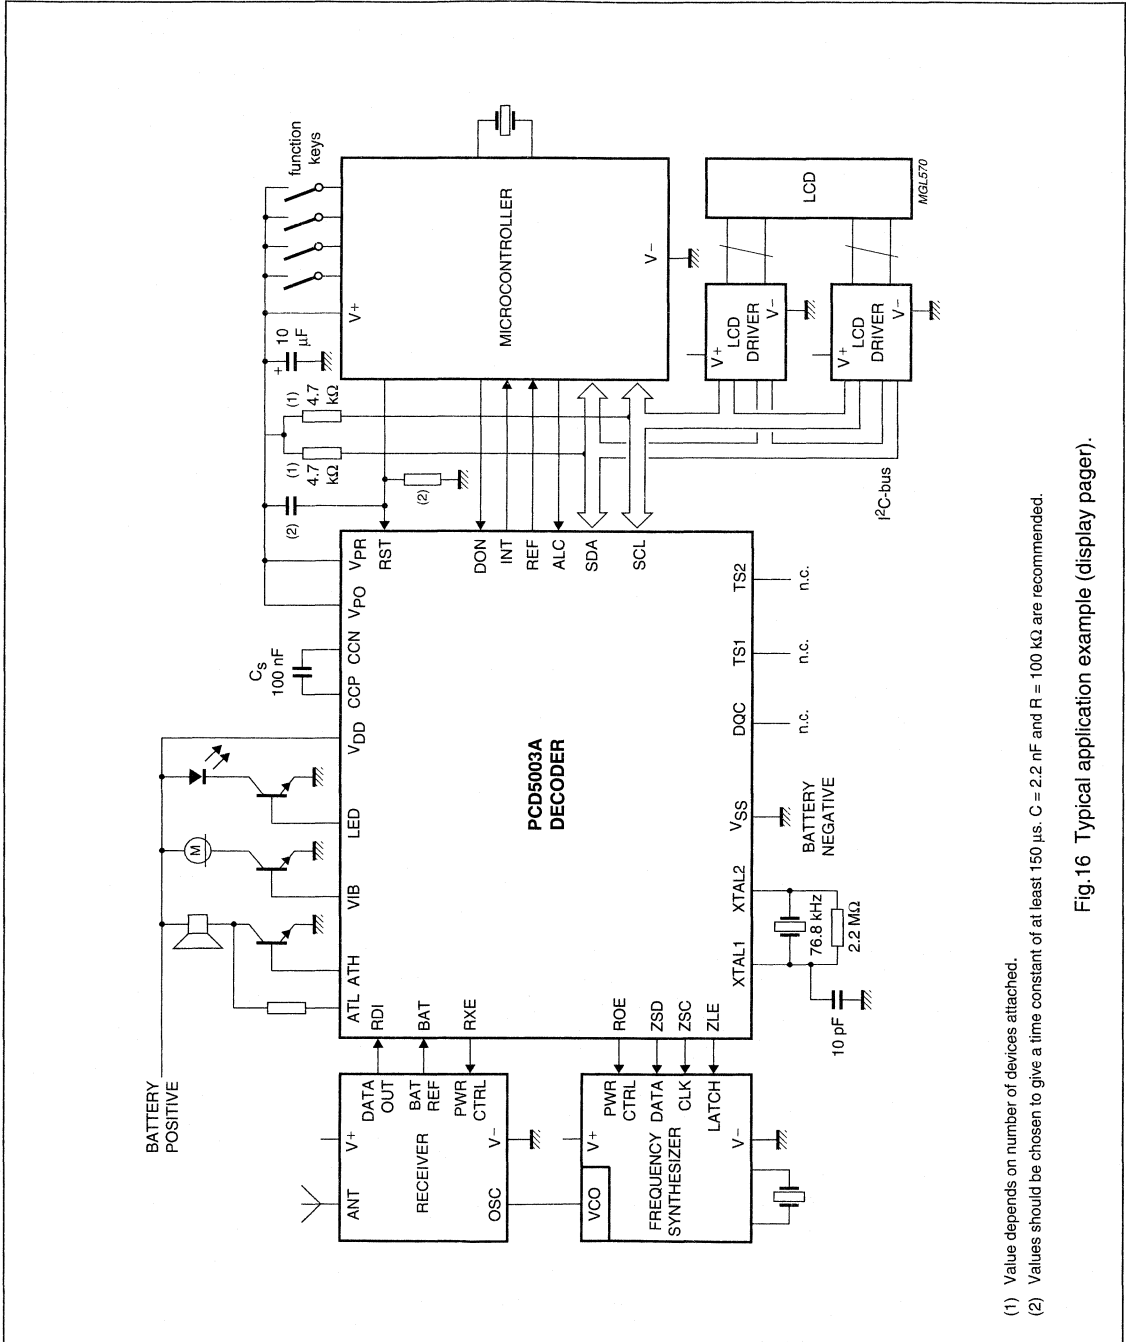 BATTERY
POSITIVE
ANT
V+
RECEIVER
OSC
V−
DATA
OUT
BAT
REF
PWR
CTRL
VCO
V+
FREQUENCY
SYNTHESIZER
V−
PWR
CTRL
DATA
CLK
LATCH
ATL
ATH
VIB
LED
VDD
CCP
CCN
VPO
VPR
RDI
BAT
RXE
ROE
ZSD
ZSC
ZLE
M
CS
100 nF
PCD5003A
DECODER
XTAL1
XTAL2
VSS
DQC
TS1
TS2
76.8 kHz
2.2 MΩ
10 pF
BATTERY
NEGATIVE
n.c.
n.c.
n.c.
RST
DON
INT
REF
ALC
SDA
SCL
(2)
(2)
(1)
4.7
kΩ
(1)
4.7
kΩ
+
10
µF
function
keys
V+
MICROCONTROLLER
V−
V+
LCD
DRIVER
V−
V+
LCD
DRIVER
V−
LCD
I2C-bus
MGL570
(1) Value depends on number of devices attached.
(2) Values should be chosen to give a time constant of at least 150 µs. C = 2.2 nF and R = 100 kΩ are recommended.
Fig.16 Typical application example (display pager).